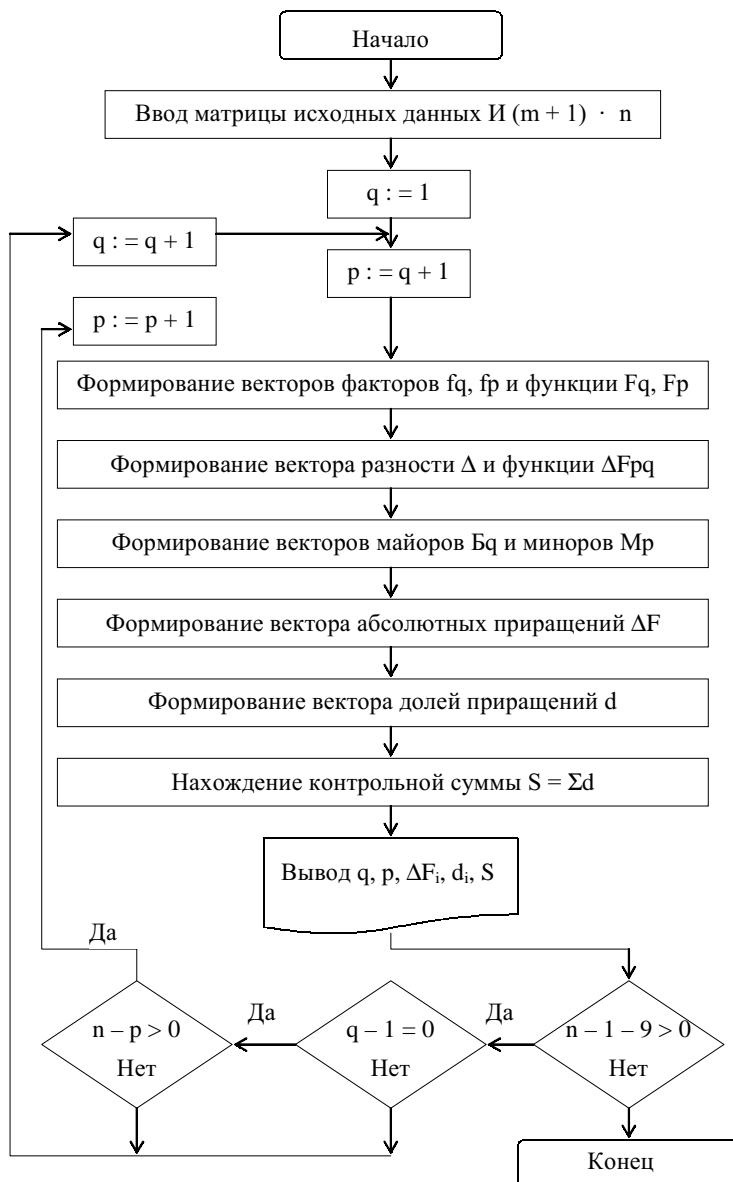 Начало
Ввод матрицы исходных данных И (m + 1) · n
q : = 1
q : = q + 1
p : = q + 1
p : = p + 1
Формирование векторов факторов fq, fp и функции Fq, Fp
Формирование вектора разности Δ и функции ΔFpq
Формирование векторов майоров Бq и миноров Мp
Формирование вектора абсолютных приращений ΔF
Формирование вектора долей приращений d
Нахождение контрольной суммы S = Σd
Вывод q, p, ΔFᵢ, dᵢ, S
Да
n – p > 0
Нет
Да
q – 1 = 0
Нет
Да
n – 1 – 9 > 0
Нет
Конец